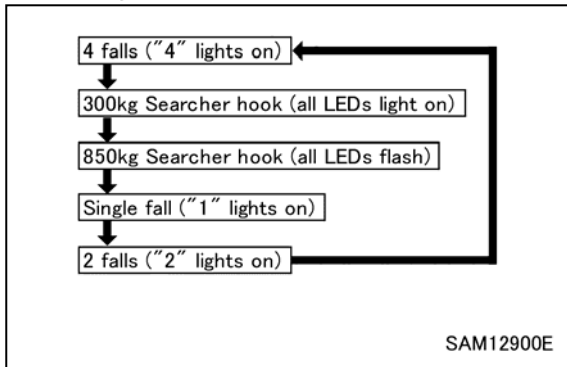 4 falls ("4" lights on)
300kg Searcher hook (all LEDs light on)
850kg Searcher hook (all LEDs flash)
Single fall ("1" lights on)
2 falls ("2" lights on)
SAM12900E